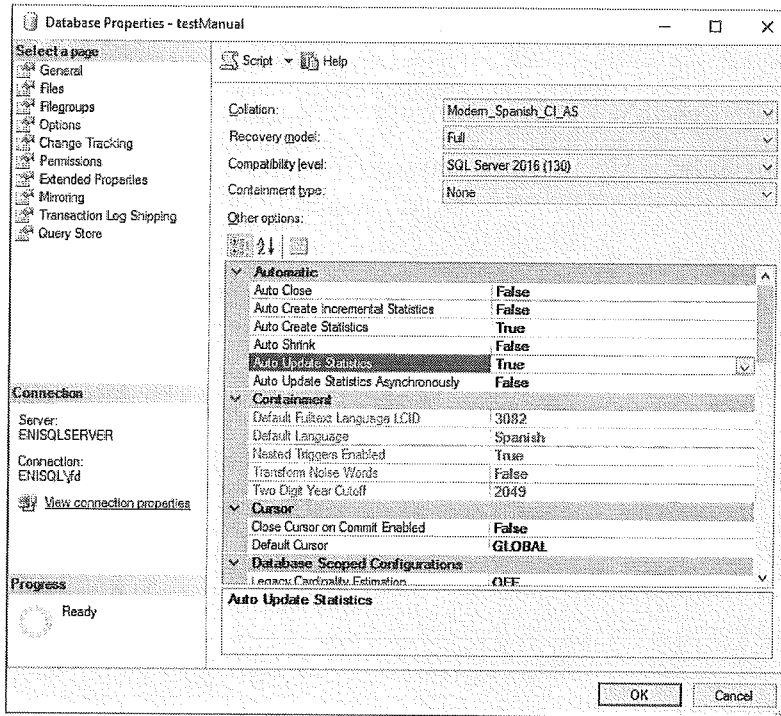 Database Properties - testManual
Select a page
General
Files
Filegroups
Options
Change Tracking
Permissions
Extended Properties
Mirroring
Transaction Log Shipping
Query Store
Connection
Server:
ENISQLSERVER
Connection:
ENISQL\fd
View connection properties
Progress
Ready
Script Help
Collation: Modern_Spanish_CI_AS
Recovery model: Full
Compatibility level: SQL Server 2016 (130)
Containment type: None
Other options:
Automatic
Auto Close False
Auto Create Incremental Statistics False
Auto Create Statistics True
Auto Shrink False
Auto Update Statistics True
Auto Update Statistics Asynchronously False
Containment
Default Fulltext Language LCID 3082
Default Language Spanish
Nested Triggers Enabled True
Transform Noise Words False
Two Digit Year Cutoff 2049
Cursor
Close Cursor on Commit Enabled False
Default Cursor GLOBAL
Database Scoped Configurations
Legacy Cardinality Estimation OFF
Auto Update Statistics
OK Cancel